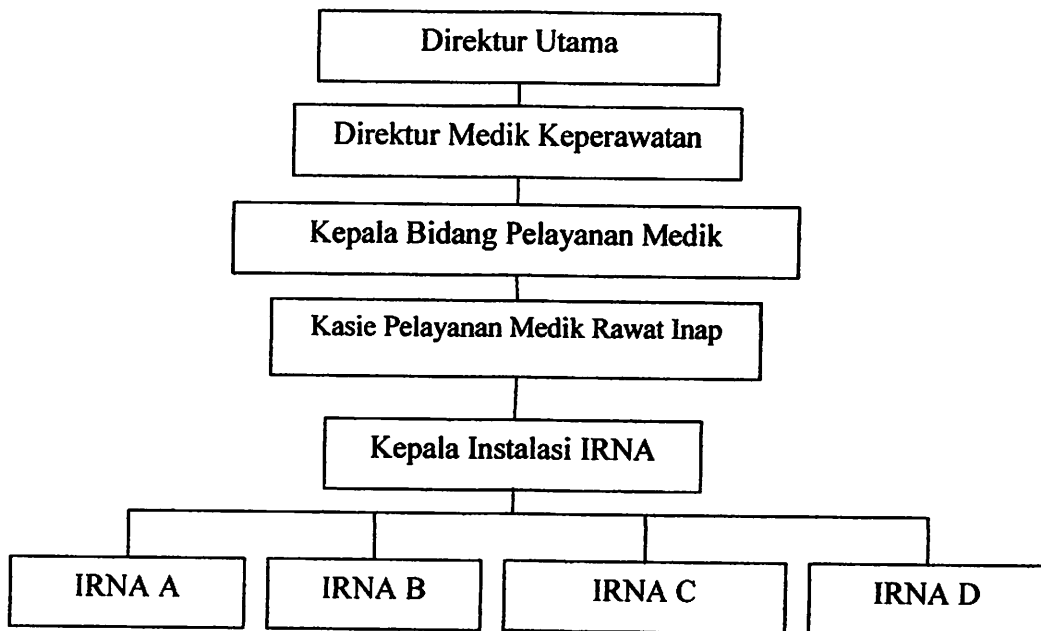 Direktur Utama
Direktur Medik Keperawatan
Kepala Bidang Pelayanan Medik
Kasie Pelayanan Medik Rawat Inap
Kepala Instalasi IRNA
IRNA A
IRNA B
IRNA C
IRNA D